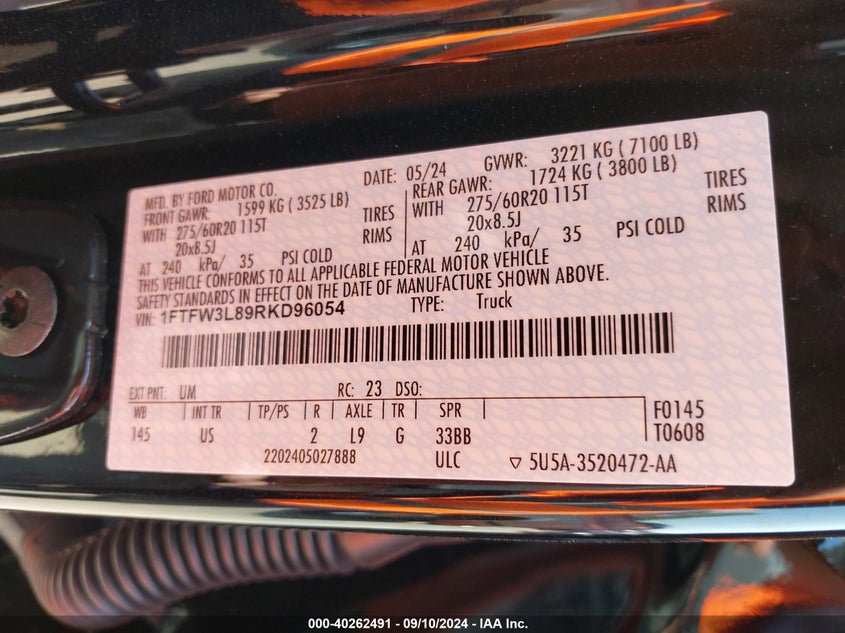 MFD. BY FORD MOTOR CO.
DATE: 05/24
GVWR: 3221 KG ( 7100 LB)
FRONT GAWR: 1599 KG ( 3525 LB)
WITH 275/60R20 115T TIRES
20x8.5J RIMS
AT 240 kPa/ 35 PSI COLD
REAR GAWR: 1724 KG ( 3800 LB)
WITH 275/60R20 115T TIRES
20x8.5J RIMS
AT 240 kPa/ 35 PSI COLD
THIS VEHICLE CONFORMS TO ALL APPLICABLE FEDERAL MOTOR VEHICLE
SAFETY STANDARDS IN EFFECT ON THE DATE OF MANUFACTURE SHOWN ABOVE.
VIN: 1FTFW3L89RKD96054 TYPE: Truck
EXT PNT: UM RC: 23 DSO:
WB INT TR TP/PS R AXLE TR SPR F0145
145 US 2 L9 G 33BB T0608
2202405027888 ULC ▽ 5U5A-3520472-AA
000-40262491 - 09/10/2024 - IAA Inc.